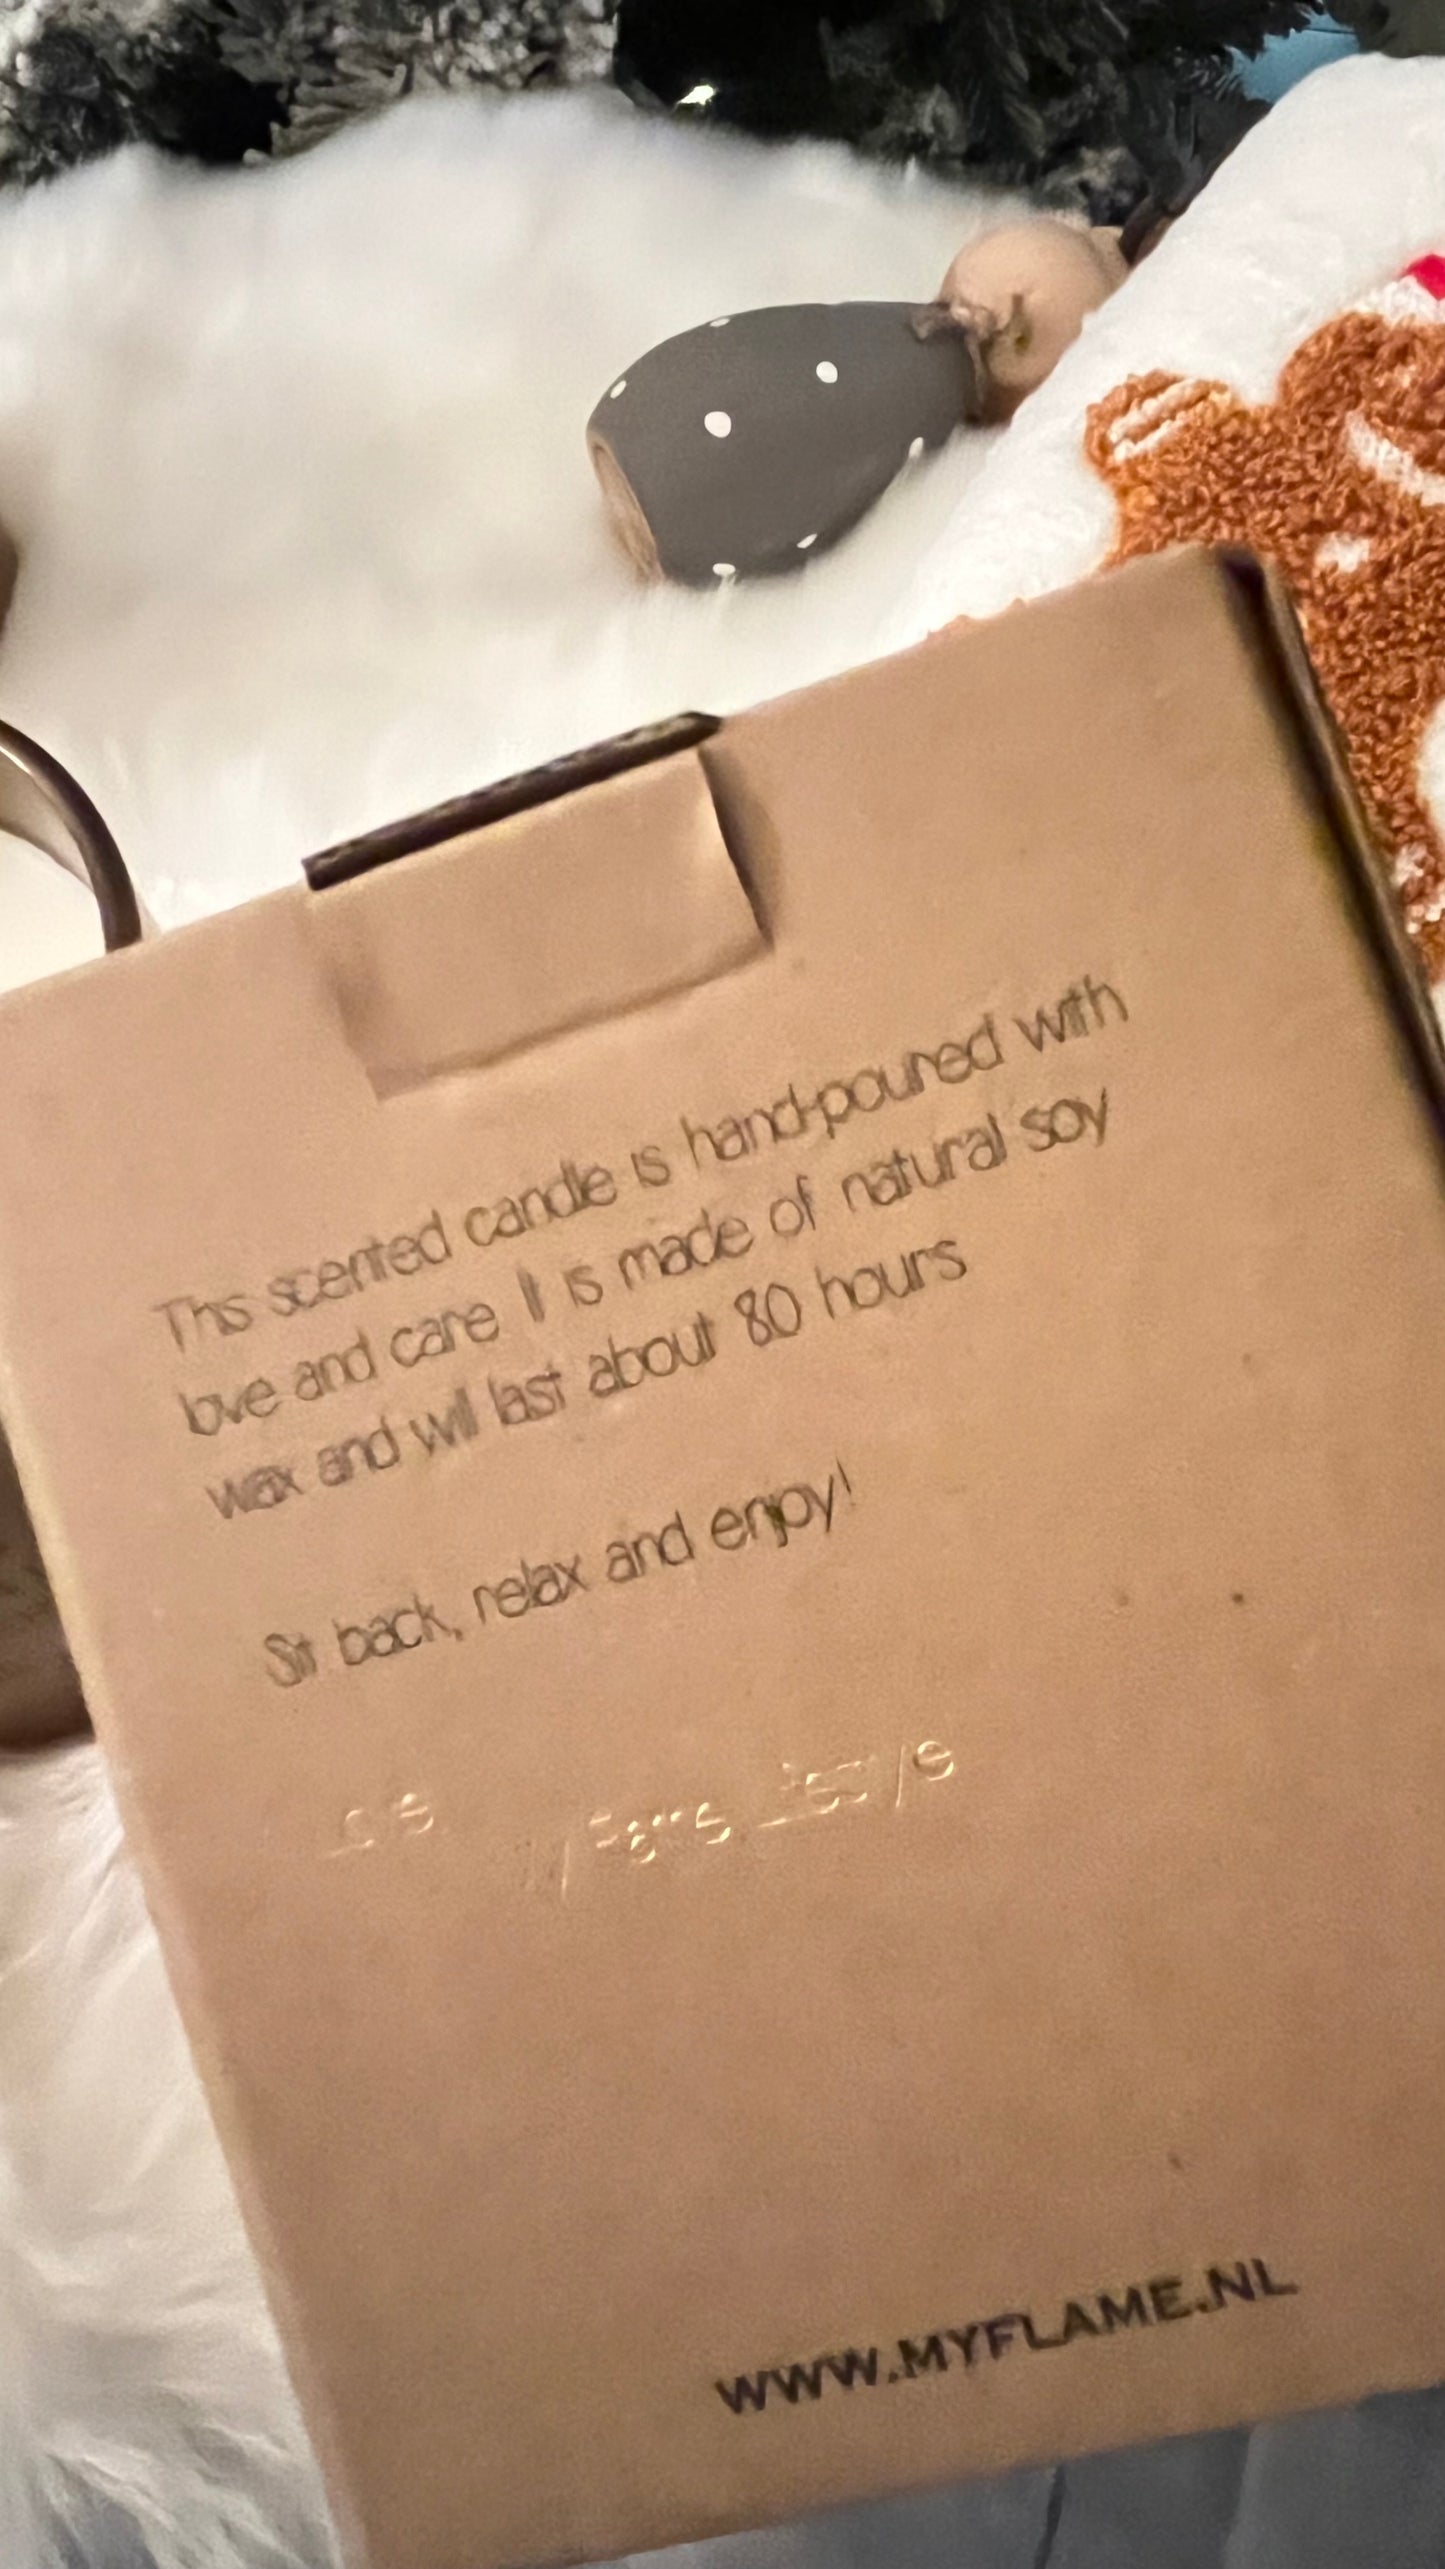 This scented candle is hand-poured with
love and care It is made of natural soy
wax and will last about 80 hours
Sit back, relax and enjoy!
WWW.MYFLAME.NL